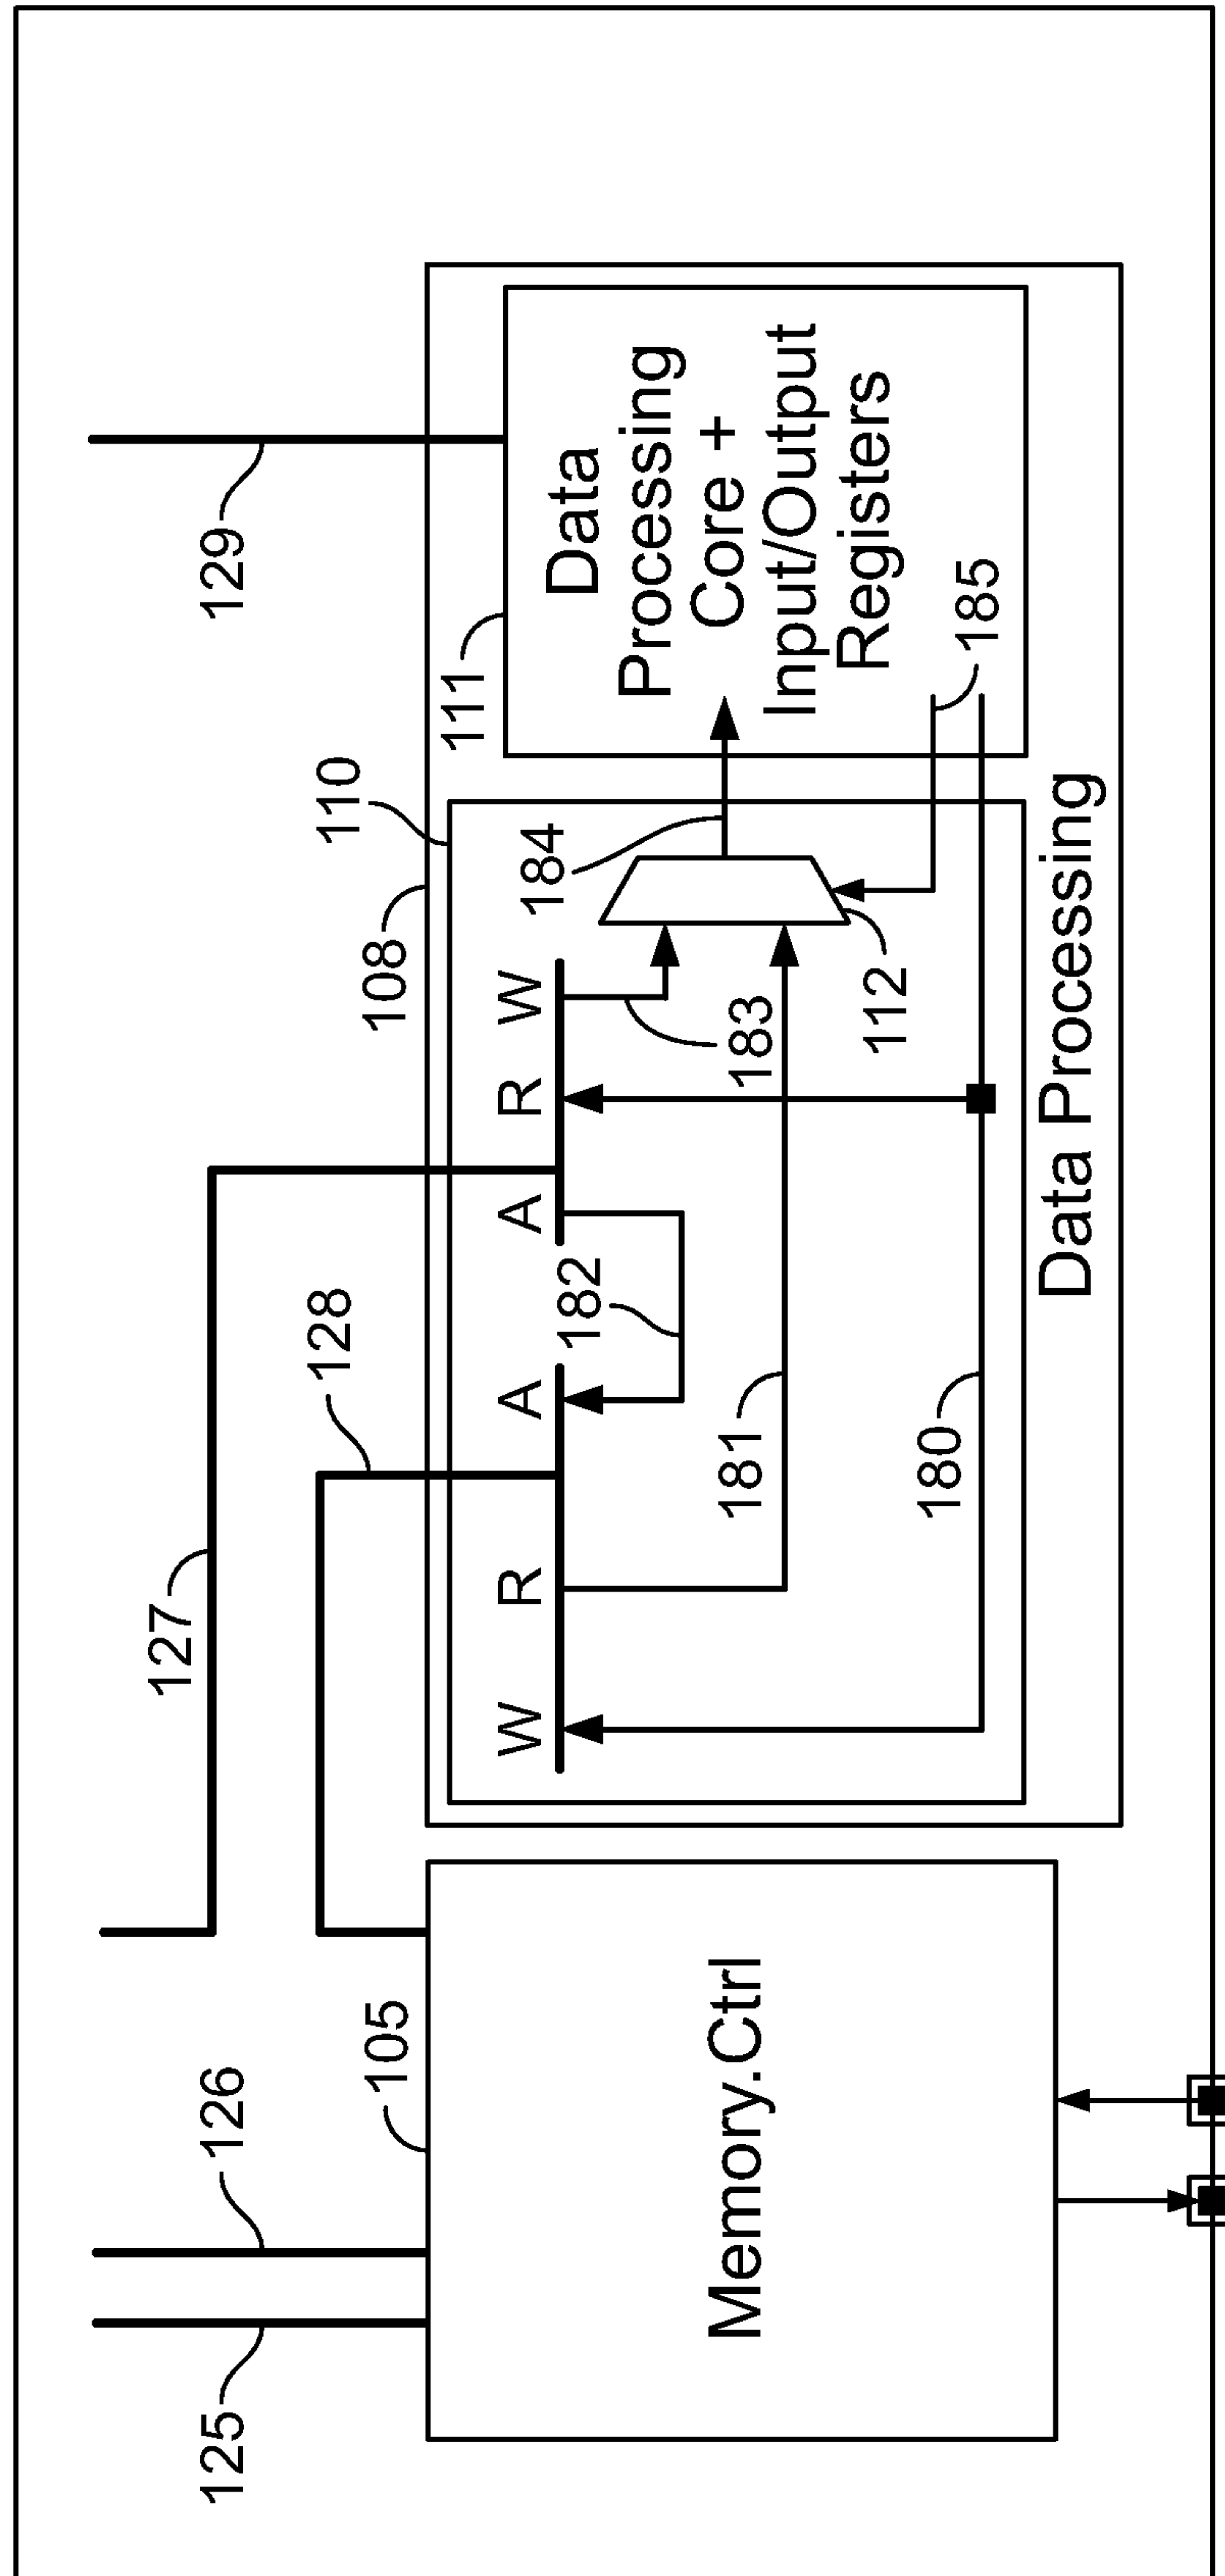 125
126
127
128
129
105
108
110
111
W R A
A R W
182
183
184
181
180
112
185
Memory.Ctrl
Data
Processing
Core +
Input/Output
Registers
Data Processing